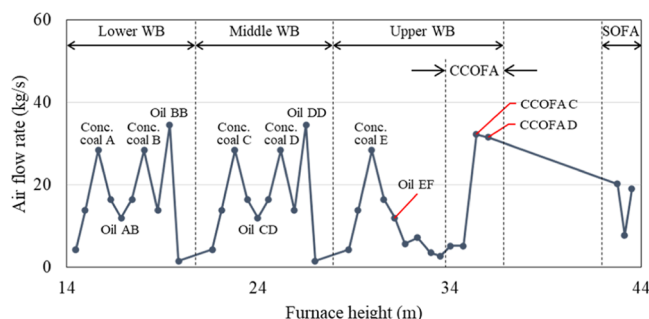 60
Lower WB
Middle WB
Upper WB
SOFA
CCOFA
40
Oil BB
Oil DD
CCOFA C
CCOFA D
Conc.
coal A
Conc.
coal B
Conc.
coal C
Conc.
coal D
Conc.
coal E
20
Oil EF
Oil AB
Oil CD
0
14
24
34
44
Air flow rate (kg/s)
Furnace height (m)